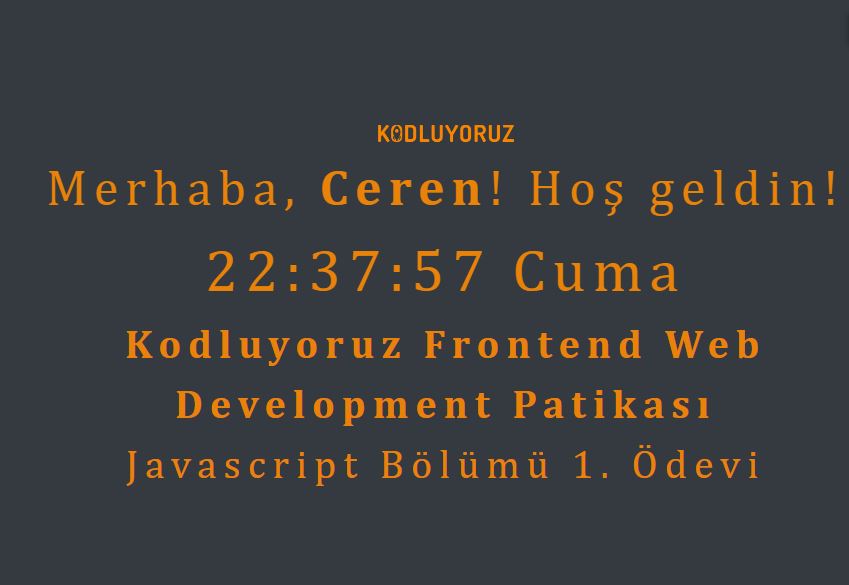 KODLUYORUZ
Merhaba, Ceren! Hoş geldin!
22:37:57 Cuma
Kodluyoruz Frontend Web
Development Patikası
Javascript Bölümü 1. Ödevi